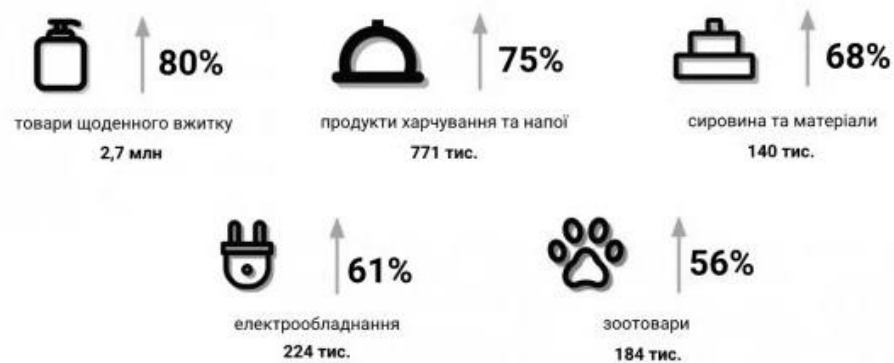 80%
товари щоденного вжитку
2,7 млн
75%
продукти харчування та напої
771 тис.
68%
сировина та матеріали
140 тис.
61%
електрообладнання
224 тис.
56%
зоотовари
184 тис.